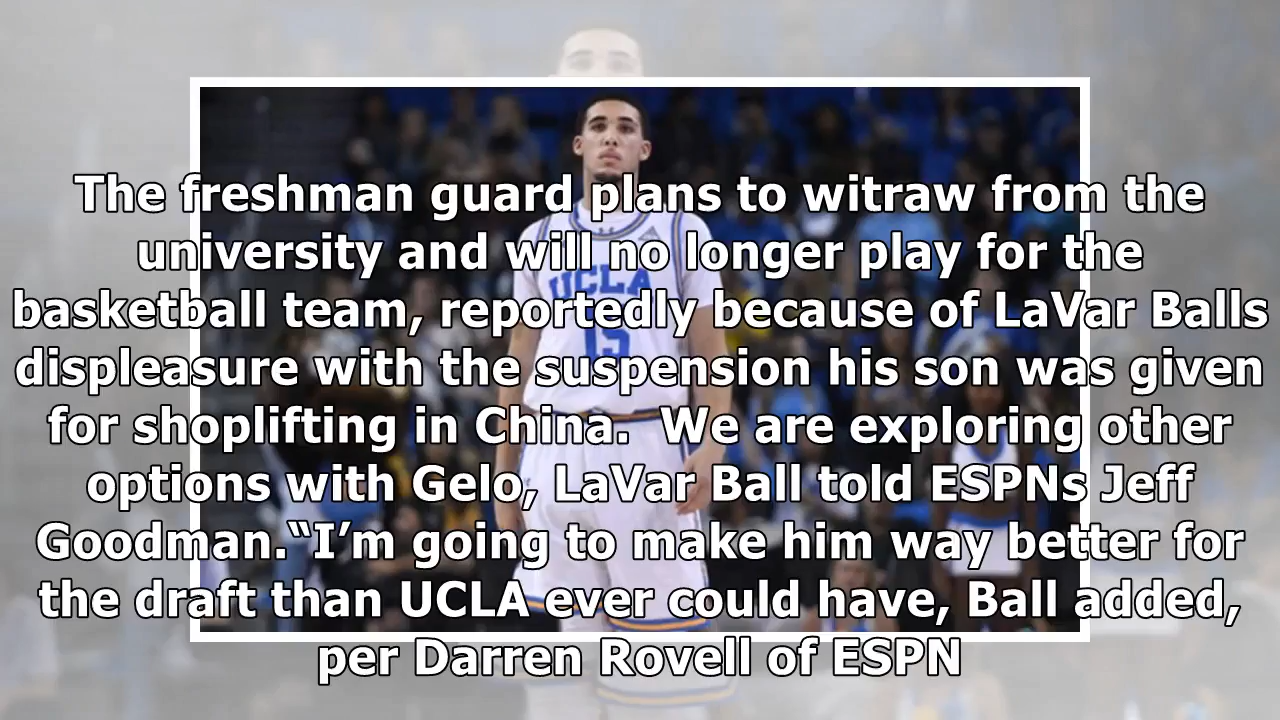 The freshman guard plans to witraw from the
university and will no longer play for the
basketball team, reportedly because of LaVar Balls
displeasure with the suspension his son was given
for shoplifting in China.  We are exploring other
options with Gelo, LaVar Ball told ESPNs Jeff
Goodman.“I’m going to make him way better for
the draft than UCLA ever could have, Ball added,
per Darren Rovell of ESPN
UCLA
15